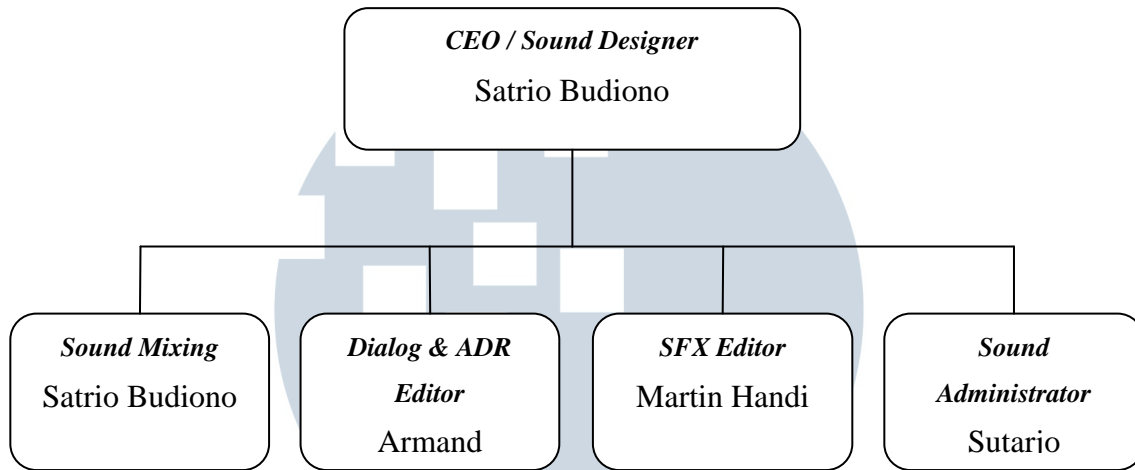 CEO / Sound Designer
Satrio Budiono
Sound Mixing
Satrio Budiono
Dialog & ADR
Editor
Armand
SFX Editor
Martin Handi
Sound
Administrator
Sutarjo